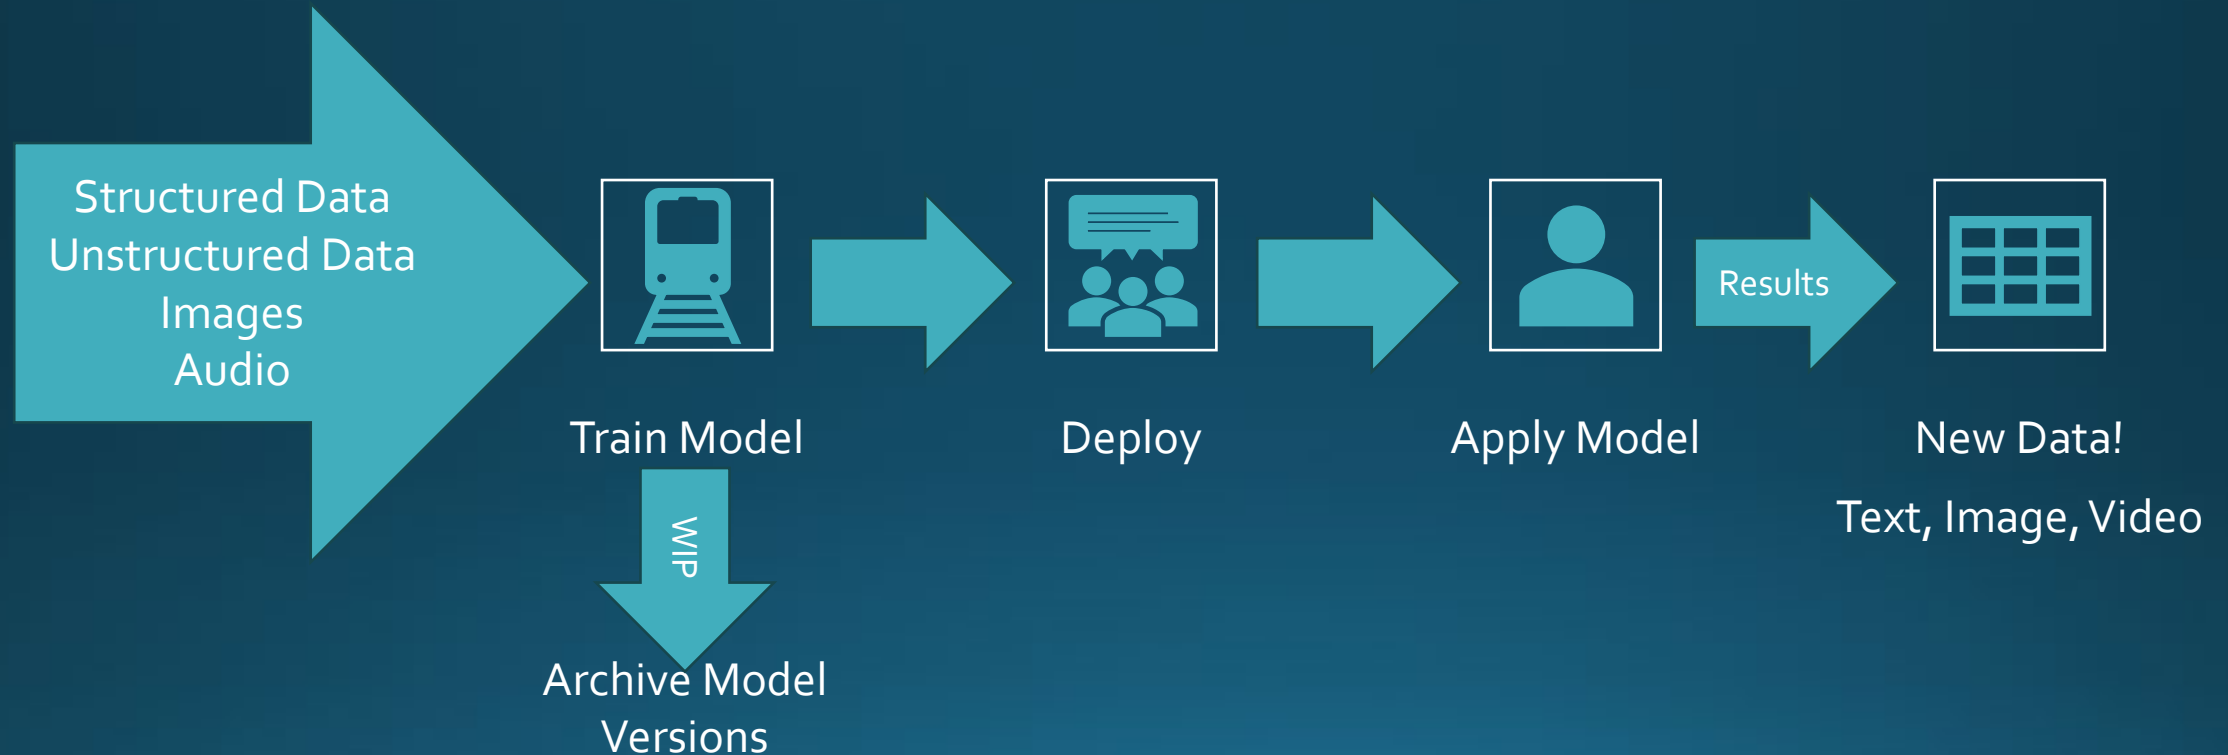 Structured Data
Unstructured Data
Images
Audio
Train Model
WIP
Archive Model
Versions
Deploy
Apply Model
Results
New Data!
Text, Image, Video